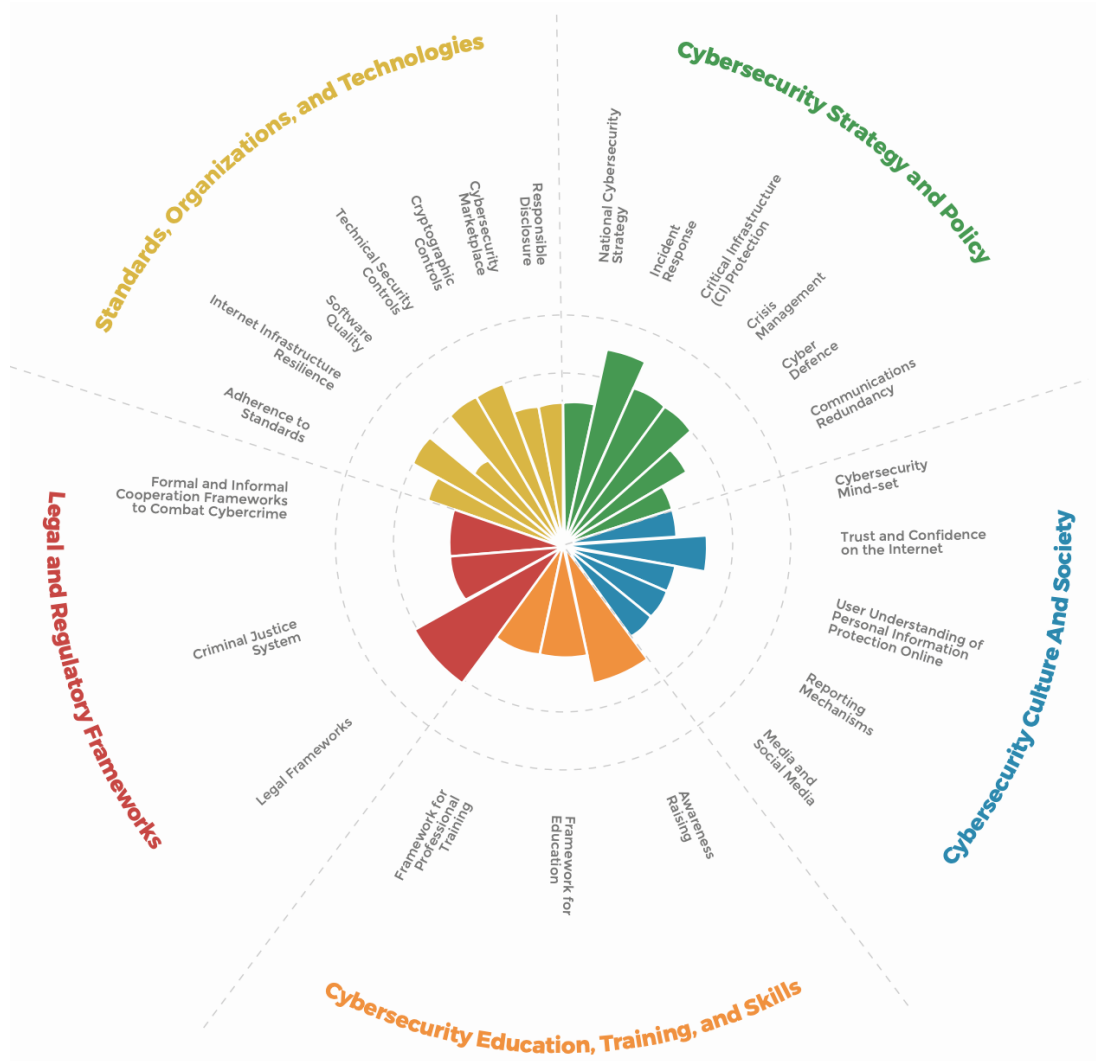 Cybersecurity Strategy and Policy
National Cybersecurity
Strategy
Incident
Response
Critical Infrastructure
(CI) Protection
Crisis
Management
Cyber
Defence
Communications
Redundancy
Cybersecurity Culture And Society
Cybersecurity
Mind-set
Trust and Confidence
on the Internet
User Understanding of
Personal Information
Protection Online
Reporting
Mechanisms
Media and
Social Media
Cybersecurity Education, Training, and Skills
Awareness
Raising
Framework for
Education
Framework for
Professional
Training
Legal and Regulatory Frameworks
Legal Frameworks
Criminal Justice
System
Formal and Informal
Cooperation Frameworks
to Combat Cybercrime
Standards, Organizations, and Technologies
Adherence to
Standards
Internet Infrastructure
Resilience
Software
Quality
Technical Security
Controls
Cryptographic
Controls
Cybersecurity
Marketplace
Responsible
Disclosure